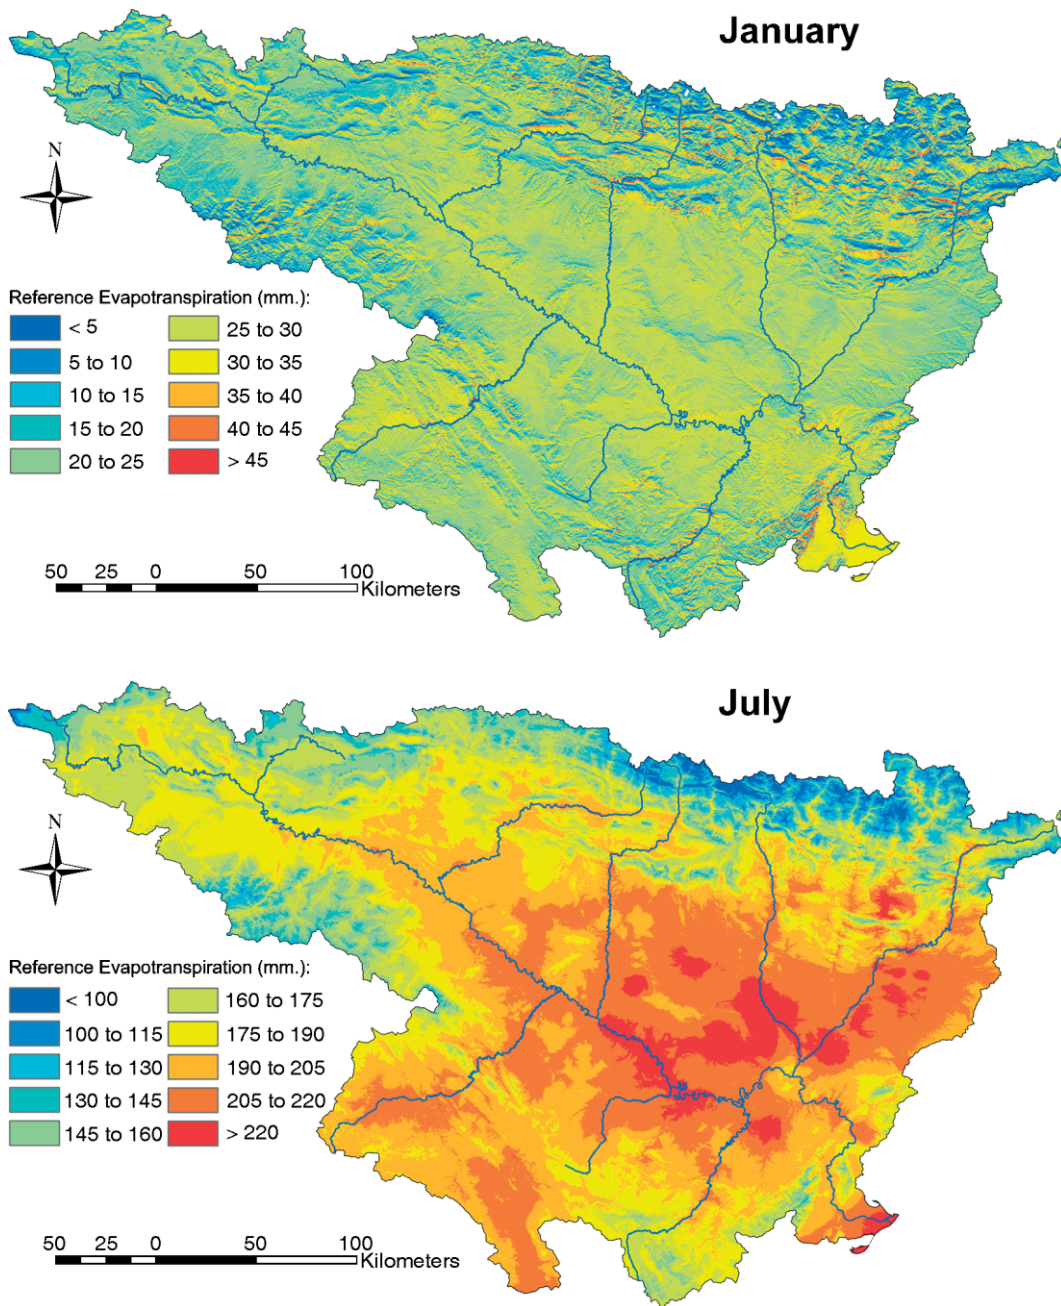 January
N
Reference Evapotranspiration (mm.):
< 5
25 to 30
5 to 10
30 to 35
10 to 15
35 to 40
15 to 20
40 to 45
20 to 25
> 45
50 25 0 50 100
Kilometers
July
N
Reference Evapotranspiration (mm.):
< 100
160 to 175
100 to 115
175 to 190
115 to 130
190 to 205
130 to 145
205 to 220
145 to 160
> 220
50 25 0 50 100
Kilometers